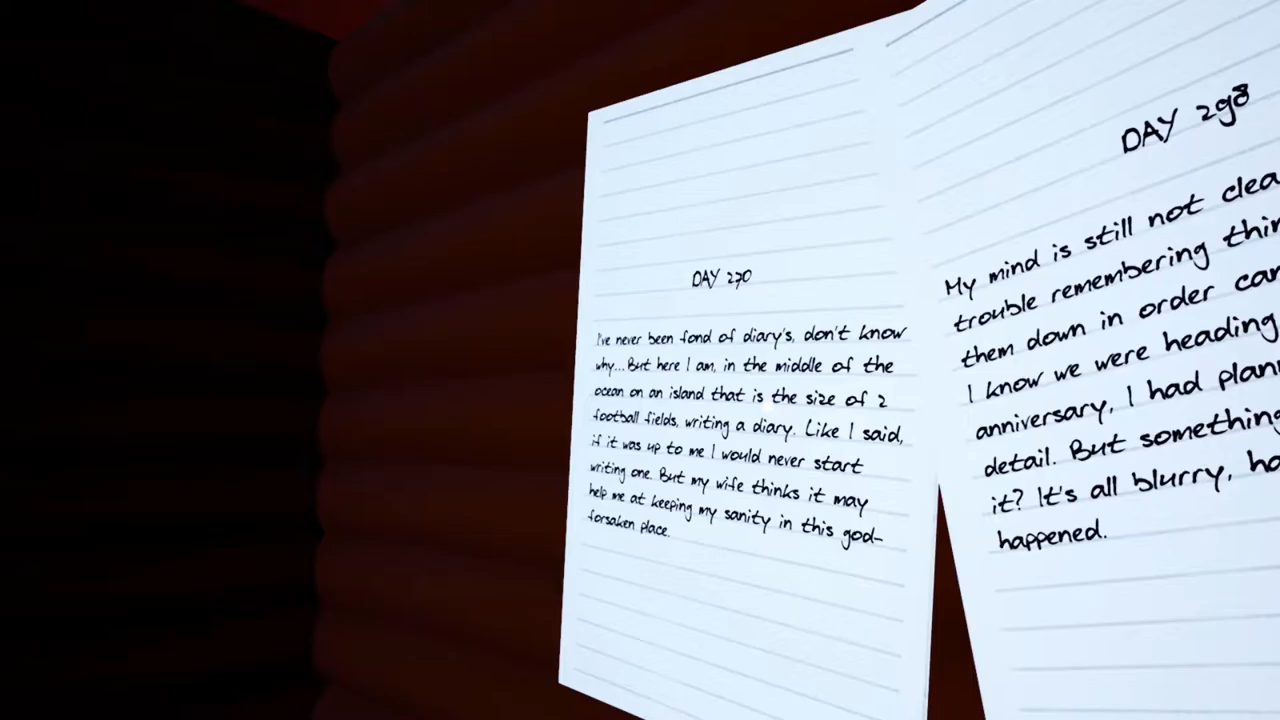 DAY 270
I've never been fond of diary's, don't know
why... But here I am, in the middle of the
ocean on an island that is the size of 2
football fields, writing a diary. Like I said,
if it was up to me I would never start
writing one. But my wife thinks it may
help me at keeping my sanity in this god-
forsaken place.
DAY 298
My mind is still not clea
trouble remembering thin
them down in order can
I know we were heading
anniversary, I had plann
detail. But something
it? It's all blurry, ho
happened.